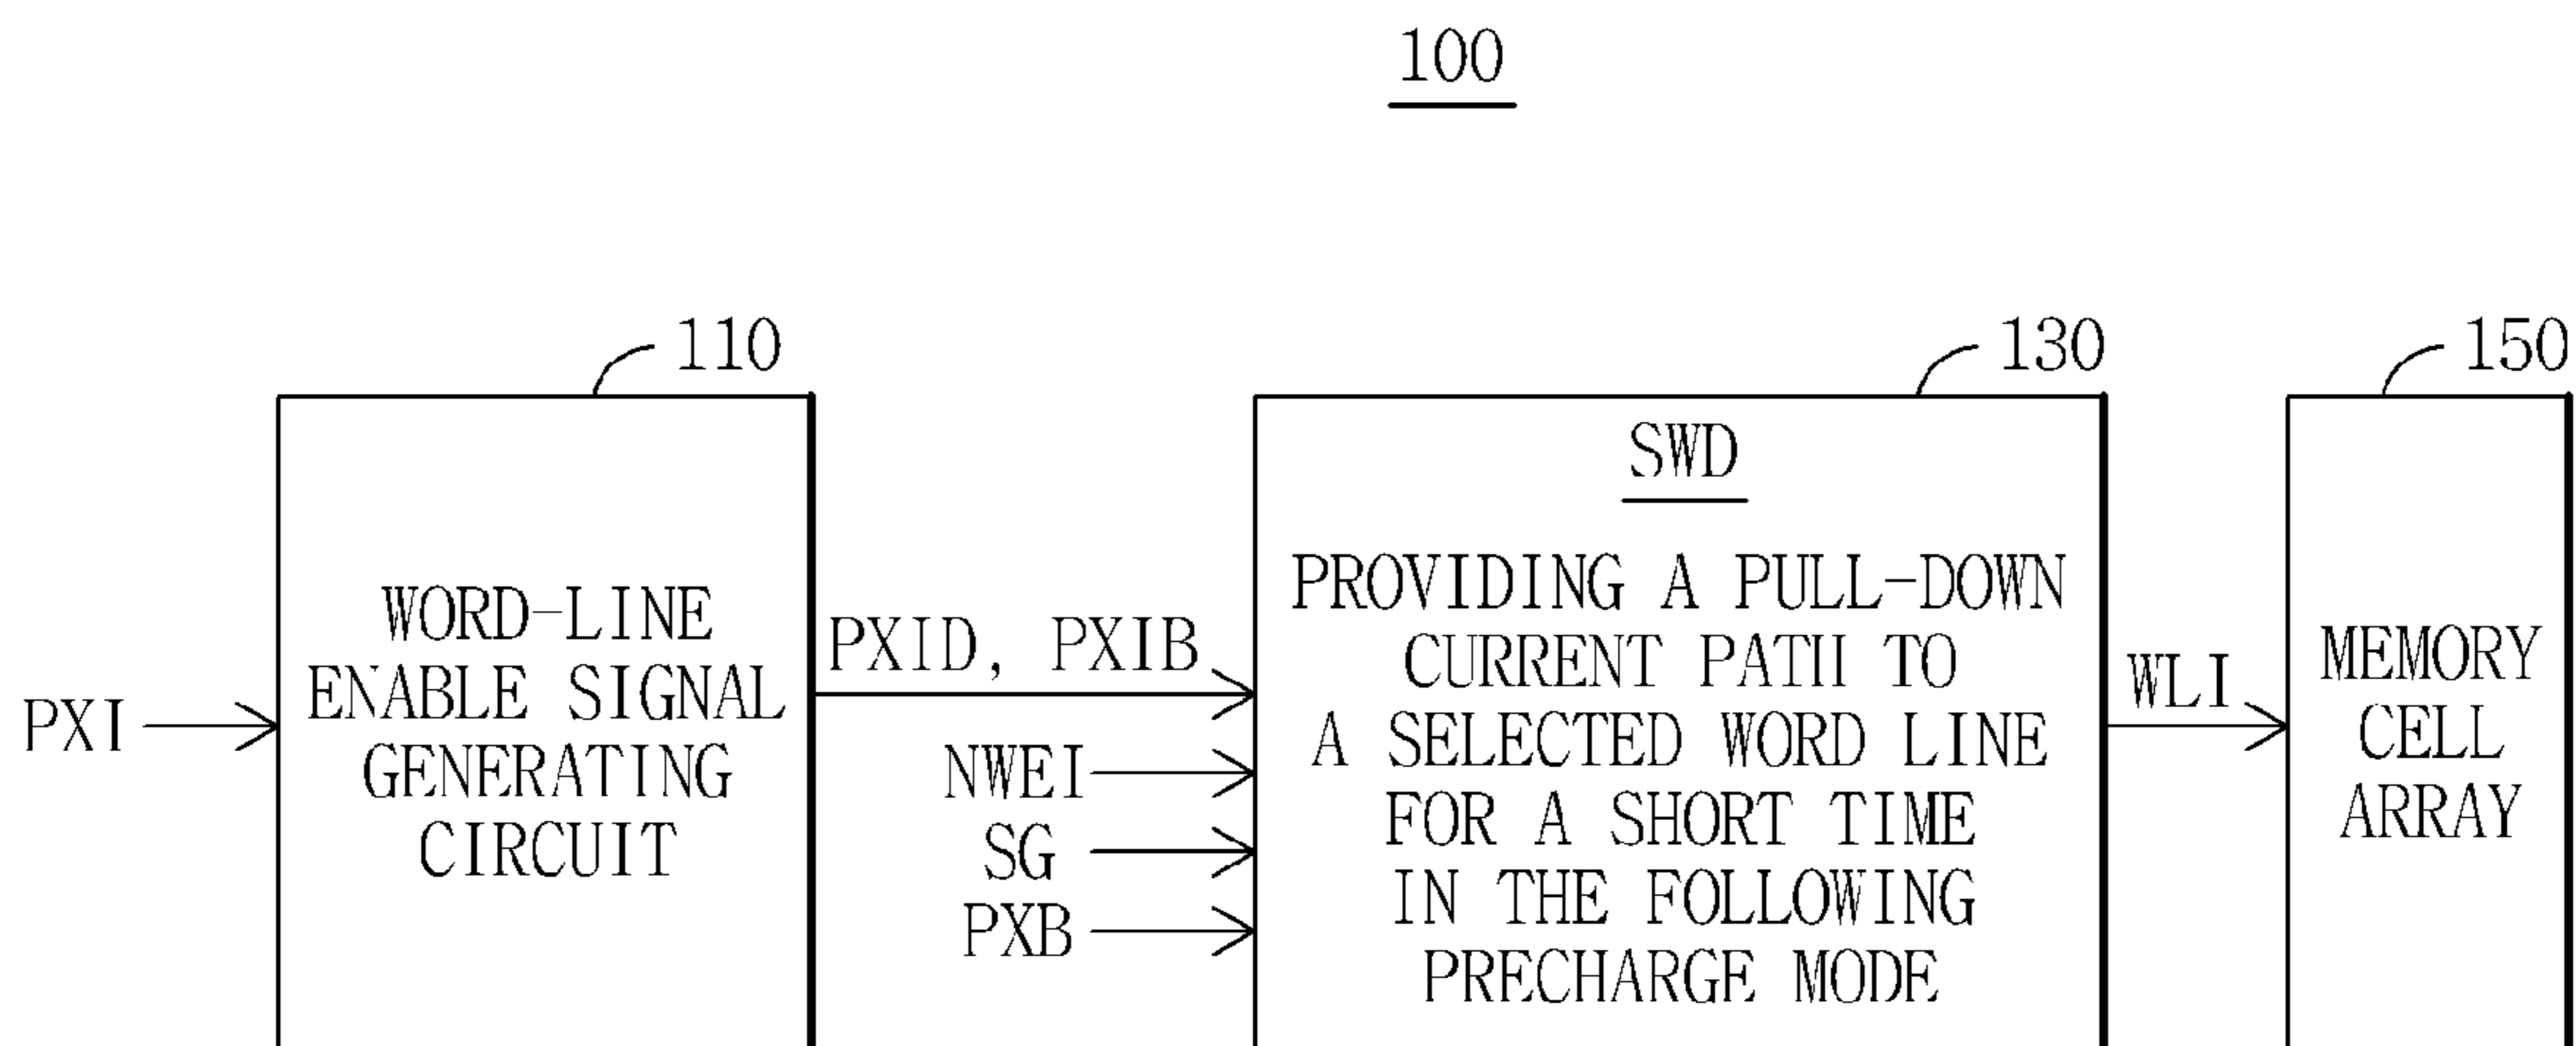 100
110
WORD-LINE
ENABLE SIGNAL
GENERATING
CIRCUIT
PXI
PXID, PXIB
NWEI
SG
PXB
130
SWD
PROVIDING A PULL-DOWN
CURRENT PATH TO
A SELECTED WORD LINE
FOR A SHORT TIME
IN THE FOLLOWING
PRECHARGE MODE
WLI
150
MEMORY
CELL
ARRAY